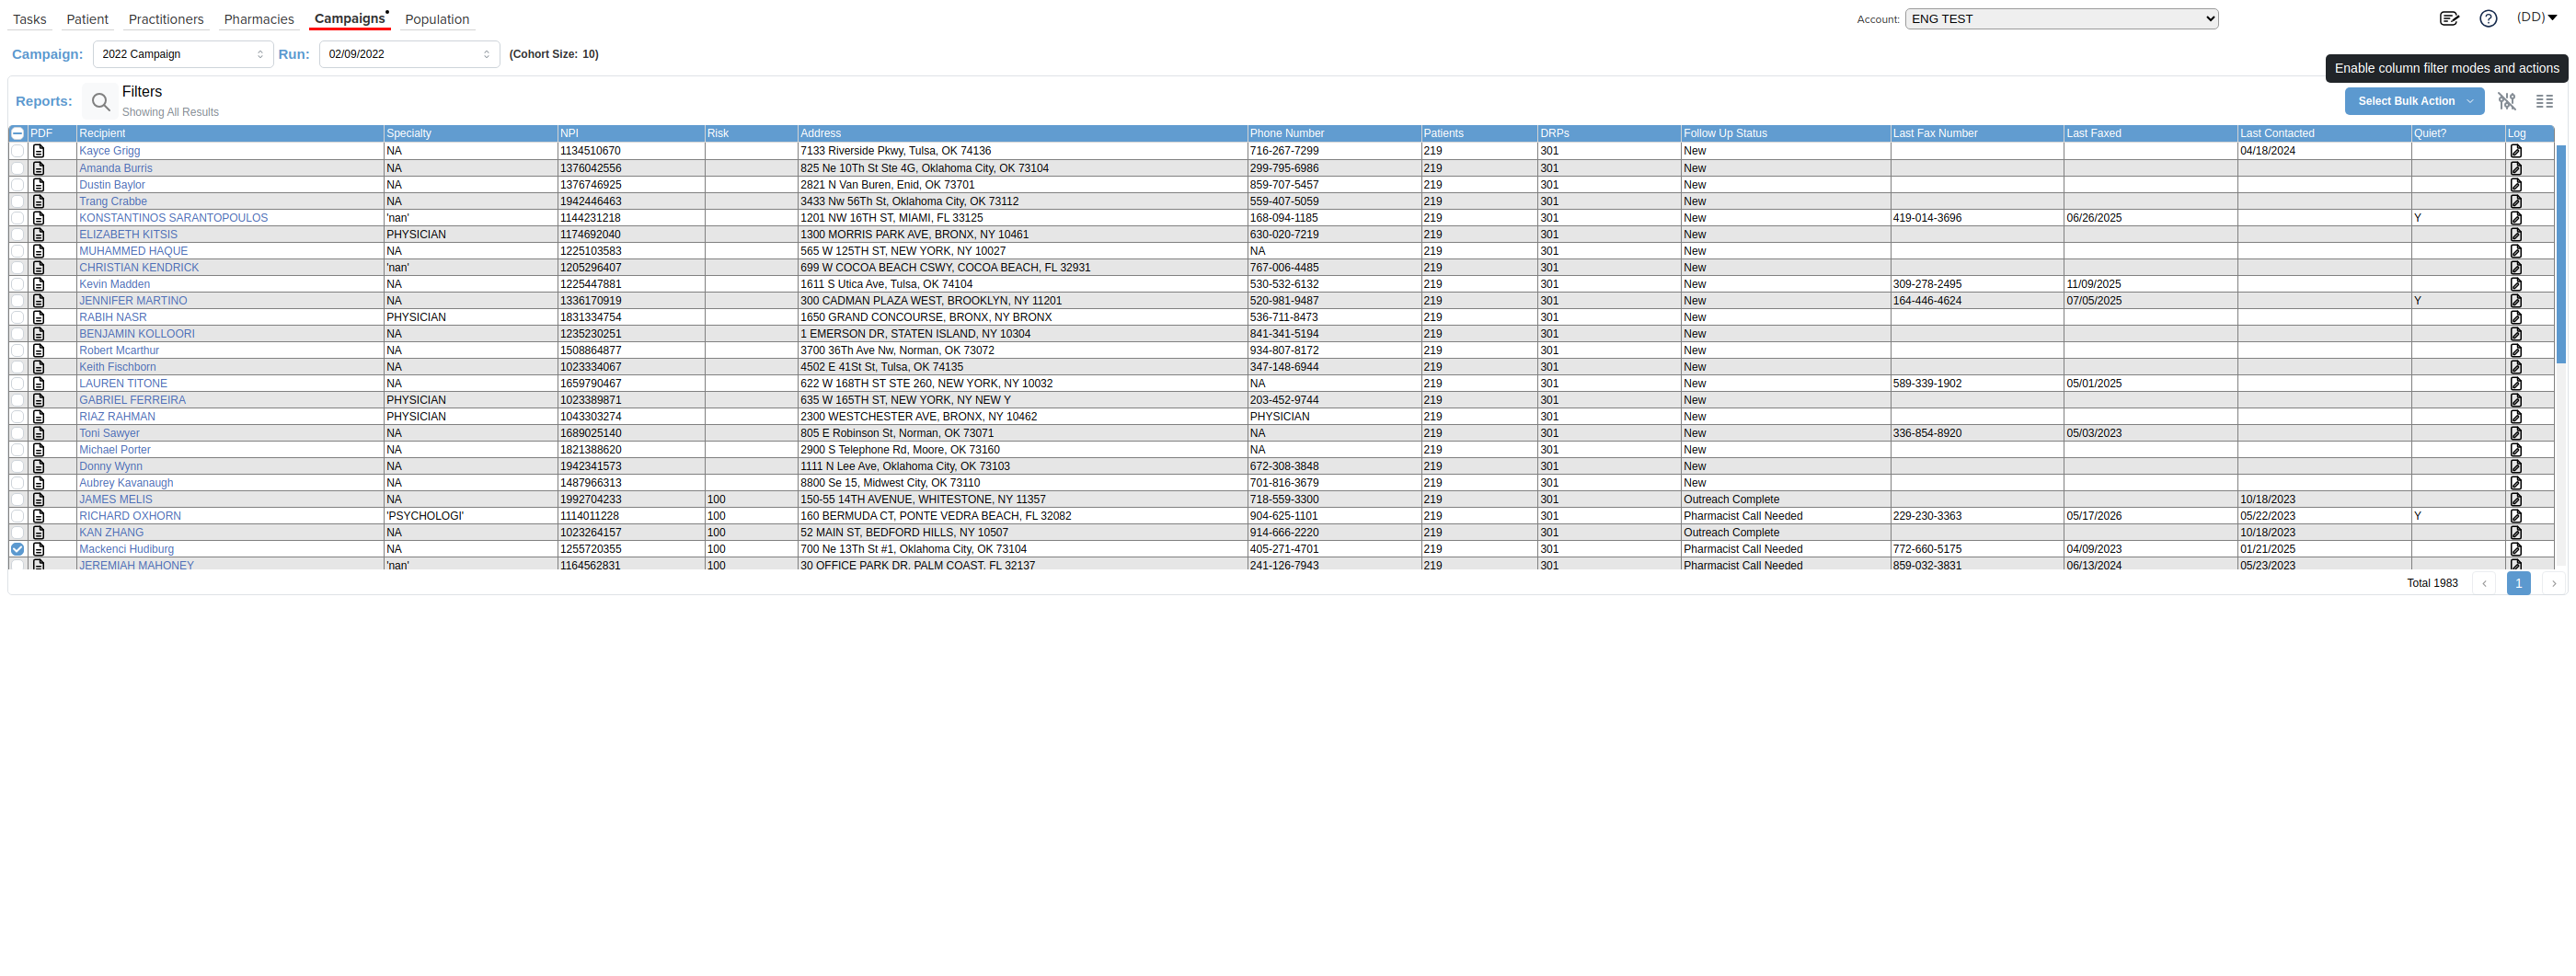 Tasks Patient Practitioners Pharmacies Campaigns Population Account: ENG TEST (DD)
Campaign: 2022 Campaign Run: 02/09/2022 (Cohort Size: 10)
Enable column filter modes and actions
Reports: Filters
Showing All Results
Select Bulk Action
PDF Recipient Specialty NPI Risk Address Phone Number Patients DRPs Follow Up Status Last Fax Number Last Faxed Last Contacted Quiet? Log
Kayce Grigg NA 1134510670 7133 Riverside Pkwy, Tulsa, OK 74136 716-267-7299 219 301 New 04/18/2024
Amanda Burris NA 1376042556 825 Ne 10Th St Ste 4G, Oklahoma City, OK 73104 299-795-6986 219 301 New
Dustin Baylor NA 1376746925 2821 N Van Buren, Enid, OK 73701 859-707-5457 219 301 New
Trang Crabbe NA 1942446463 3433 Nw 56Th St, Oklahoma City, OK 73112 559-407-5059 219 301 New
KONSTANTINOS SARANTOPOULOS 'nan' 1144231218 1201 NW 16TH ST, MIAMI, FL 33125 168-094-1185 219 301 New 419-014-3696 06/26/2025 Y
ELIZABETH KITSIS PHYSICIAN 1174692040 1300 MORRIS PARK AVE, BRONX, NY 10461 630-020-7219 219 301 New
MUHAMMED HAQUE NA 1225103583 565 W 125TH ST, NEW YORK, NY 10027 NA 219 301 New
CHRISTIAN KENDRICK 'nan' 1205296407 699 W COCOA BEACH CSWY, COCOA BEACH, FL 32931 767-006-4485 219 301 New
Kevin Madden NA 1225447881 1611 S Utica Ave, Tulsa, OK 74104 530-532-6132 219 301 New 309-278-2495 11/09/2025
JENNIFER MARTINO NA 1336170919 300 CADMAN PLAZA WEST, BROOKLYN, NY 11201 520-981-9487 219 301 New 164-446-4624 07/05/2025 Y
RABIH NASR PHYSICIAN 1831334754 1650 GRAND CONCOURSE, BRONX, NY BRONX 536-711-8473 219 301 New
BENJAMIN KOLLOORI NA 1235230251 1 EMERSON DR, STATEN ISLAND, NY 10304 841-341-5194 219 301 New
Robert Mcarthur NA 1508864877 3700 36Th Ave Nw, Norman, OK 73072 934-807-8172 219 301 New
Keith Fischborn NA 1023334067 4502 E 41St St, Tulsa, OK 74135 347-148-6944 219 301 New
LAUREN TITONE NA 1659790467 622 W 168TH ST STE 260, NEW YORK, NY 10032 NA 219 301 New 589-339-1902 05/01/2025
GABRIEL FERREIRA PHYSICIAN 1023389871 635 W 165TH ST, NEW YORK, NY NEW Y 203-452-9744 219 301 New
RIAZ RAHMAN PHYSICIAN 1043303274 2300 WESTCHESTER AVE, BRONX, NY 10462 PHYSICIAN 219 301 New
Toni Sawyer NA 1689025140 805 E Robinson St, Norman, OK 73071 NA 219 301 New 336-854-8920 05/03/2023
Michael Porter NA 1821388620 2900 S Telephone Rd, Moore, OK 73160 NA 219 301 New
Donny Wynn NA 1942341573 1111 N Lee Ave, Oklahoma City, OK 73103 672-308-3848 219 301 New
Aubrey Kavanaugh NA 1487966313 8800 Se 15, Midwest City, OK 73110 701-816-3679 219 301 New
JAMES MELIS NA 1992704233 100 150-55 14TH AVENUE, WHITESTONE, NY 11357 718-559-3300 219 301 Outreach Complete 10/18/2023
RICHARD OXHORN 'PSYCHOLOGI' 1114011228 100 160 BERMUDA CT, PONTE VEDRA BEACH, FL 32082 904-625-1101 219 301 Pharmacist Call Needed 229-230-3363 05/17/2026 05/22/2023 Y
KAN ZHANG NA 1023264157 100 52 MAIN ST, BEDFORD HILLS, NY 10507 914-666-2220 219 301 Outreach Complete 10/18/2023
Mackenci Hudiburg NA 1255720355 100 700 Ne 13Th St #1, Oklahoma City, OK 73104 405-271-4701 219 301 Pharmacist Call Needed 772-660-5175 04/09/2023 01/21/2025
JEREMIAH MAHONEY 'nan' 1164562831 100 30 OFFICE PARK DR, PALM COAST, FL 32137 241-126-7943 219 301 Pharmacist Call Needed 859-032-3831 06/13/2024 05/23/2023
Total 1983 1